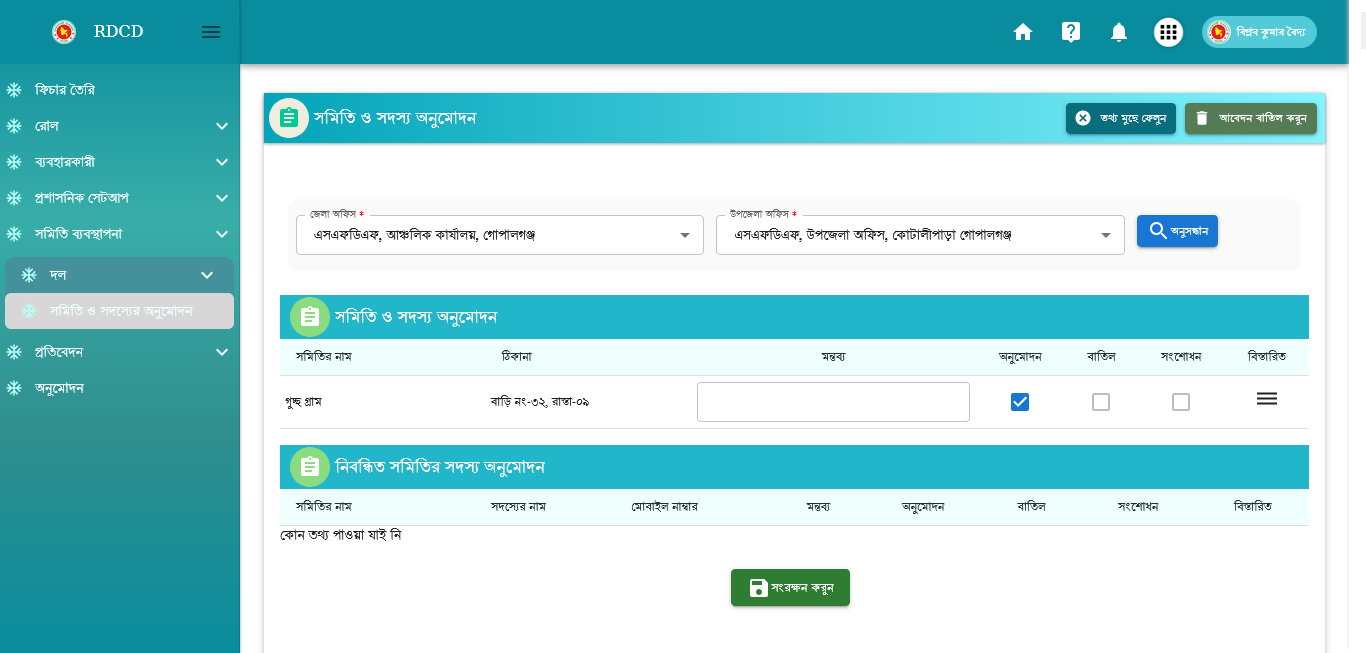 RDCD
বিপ্লব কুমার বৈদ্য
ফিচার তৈরি
রোল
ব্যবহারকারী
প্রশাসনিক সেটআপ
সমিতি ব্যবস্থাপনা
দল
সমিতি ও সদস্যের অনুমোদন
প্রতিবেদন
অনুমোদন
সমিতি ও সদস্য অনুমোদন
তথ্য মুছে ফেলুন
আবেদন বাতিল করুন
জেলা অফিস *
এসএফডিএফ, আঞ্চলিক কার্যালয়, গোপালগঞ্জ
উপজেলা অফিস *
এসএফডিএফ, উপজেলা অফিস, কোটালীপাড়া গোপালগঞ্জ
অনুসন্ধান
সমিতি ও সদস্য অনুমোদন
সমিতির নাম ঠিকানা মন্তব্য অনুমোদন বাতিল সংশোধন বিস্তারিত
গুচ্ছ গ্রাম বাড়ি নং-৩২, রাস্তা-০৯
নিবন্ধিত সমিতির সদস্য অনুমোদন
সমিতির নাম সদস্যের নাম মোবাইল নাম্বার মন্তব্য অনুমোদন বাতিল সংশোধন বিস্তারিত
কোন তথ্য পাওয়া যাই নি
সংরক্ষন করুন